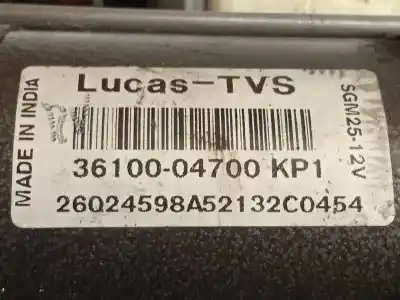 Lucas-TVS
MADE IN INDIA
SGM25-12V
36100-04700 KP1
26024598A52132C0454